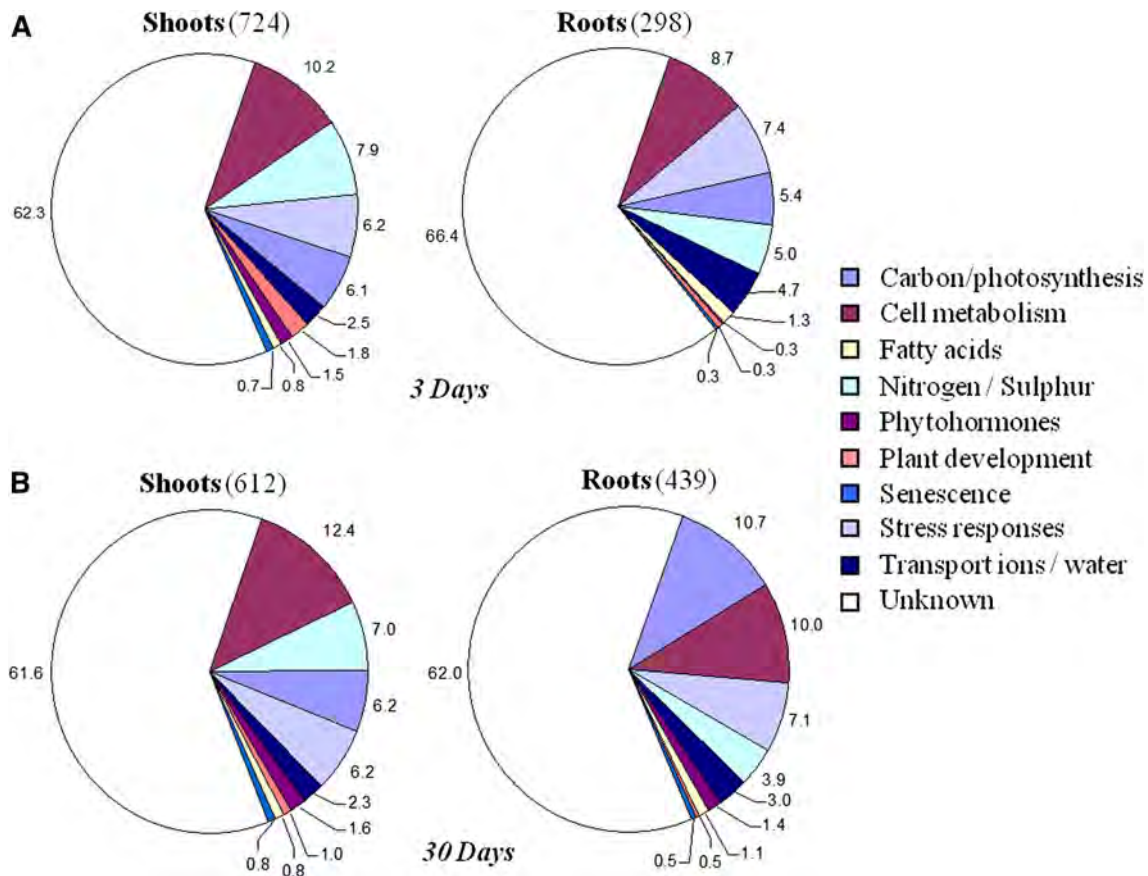 A
Shoots (724)
Roots (298)
10.2
7.9
6.2
6.1
2.5
1.8
1.5
0.8
0.7
62.3
8.7
7.4
5.4
5.0
4.7
1.3
0.3
0.3
0.3
66.4
3 Days
Carbon/photosynthesis
Cell metabolism
Fatty acids
Nitrogen / Sulphur
Phytohormones
Plant development
Senescence
Stress responses
Transport ions / water
Unknown
B
Shoots (612)
Roots (439)
12.4
7.0
6.2
6.2
2.3
1.6
1.0
0.8
0.8
61.6
10.7
10.0
7.1
3.9
3.0
1.4
1.1
0.5
0.5
62.0
30 Days